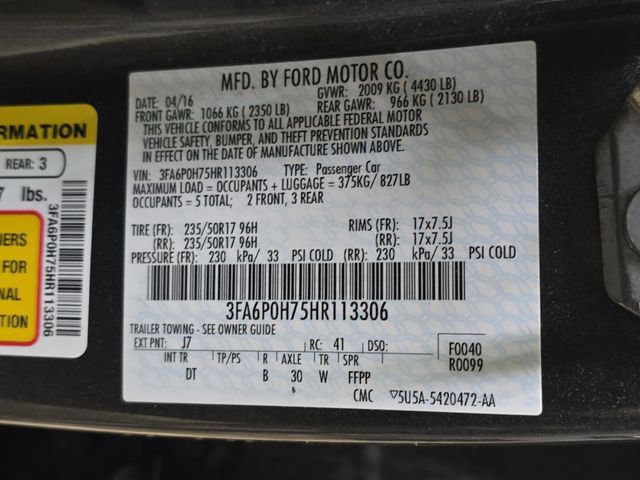 ORMATION
REAR: 3
7 lbs.
NERS
FOR
NAL
ION
3FA6P0H75HR113306
MFD. BY FORD MOTOR CO.
DATE: 04/16 GVWR: 2009 KG (4430 LB)
FRONT GAWR: 1066 KG (2350 LB) REAR GAWR: 966 KG (2130 LB)
THIS VEHICLE CONFORMS TO ALL APPLICABLE FEDERAL MOTOR
VEHICLE SAFETY, BUMPER, AND THEFT PREVENTION STANDARDS
IN EFFECT ON THE DATE OF MANUFACTURE SHOWN ABOVE.
VIN: 3FA6P0H75HR113306 TYPE: Passenger Car
MAXIMUM LOAD = OCCUPANTS + LUGGAGE = 375KG/ 827LB
OCCUPANTS = 5 TOTAL; 2 FRONT, 3 REAR
TIRE (FR): 235/50R17 96H RIMS (FR): 17x7.5J
(RR): 235/50R17 96H (RR): 17x7.5J
PRESSURE (FR): 230 kPa/ 33 PSI COLD (RR): 230 kPa/ 33 PSI COLD
3FA6P0H75HR113306
TRAILER TOWING - SEE OWNER GUIDE
EXT PNT: J7 RC: 41 DSO: F0040
INT TR TP/PS R AXLE TR SPR R0099
DT B 30 W FFPP
CMC ▽5U5A-5420472-AA